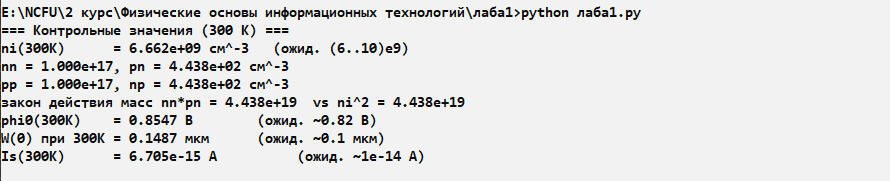 E:\NCFU\2 курс\Физические основы информационных технологий\лаба1>python лаба1.py
=== Контрольные значения (300 К) ===
ni(300K)      = 6.662e+09 см^-3   (ожид. (6..10)e9)
nn = 1.000e+17, pn = 4.438e+02 см^-3
pp = 1.000e+17, np = 4.438e+02 см^-3
закон действия масс nn*pn = 4.438e+19  vs ni^2 = 4.438e+19
phi0(300K)    = 0.8547 В        (ожид. ~0.82 В)
W(0) при 300К = 0.1487 мкм      (ожид. ~0.1 мкм)
Is(300K)      = 6.705e-15 А          (ожид. ~1e-14 А)